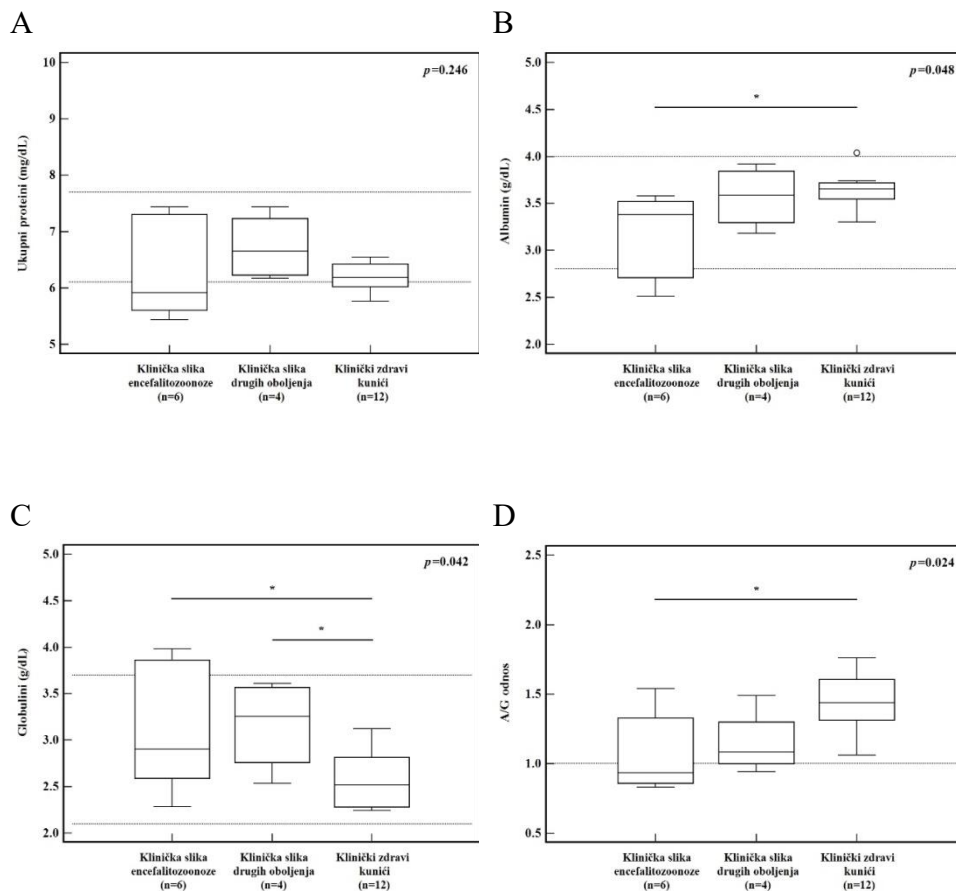 A
p=0.246
Ukupni proteini (mg/dL)
10
9
8
7
6
5
Klinička slika
encefalitozoonoze
(n=6)
Klinička slika
drugih oboljenja
(n=4)
Klinički zdravi
kunići
(n=12)
B
p=0.048
*
Albumin (g/dL)
5.0
4.5
4.0
3.5
3.0
2.5
2.0
Klinička slika
encefalitozoonoze
(n=6)
Klinička slika
drugih oboljenja
(n=4)
Klinički zdravi
kunići
(n=12)
C
p=0.042
*
*
Globulini (g/dL)
5.0
4.5
4.0
3.5
3.0
2.5
2.0
Klinička slika
encefalitozoonoze
(n=6)
Klinička slika
drugih oboljenja
(n=4)
Klinički zdravi
kunići
(n=12)
D
p=0.024
*
A/G odnos
2.5
2.0
1.5
1.0
0.5
Klinička slika
encefalitozoonoze
(n=6)
Klinička slika
drugih oboljenja
(n=4)
Klinički zdravi
kunići
(n=12)